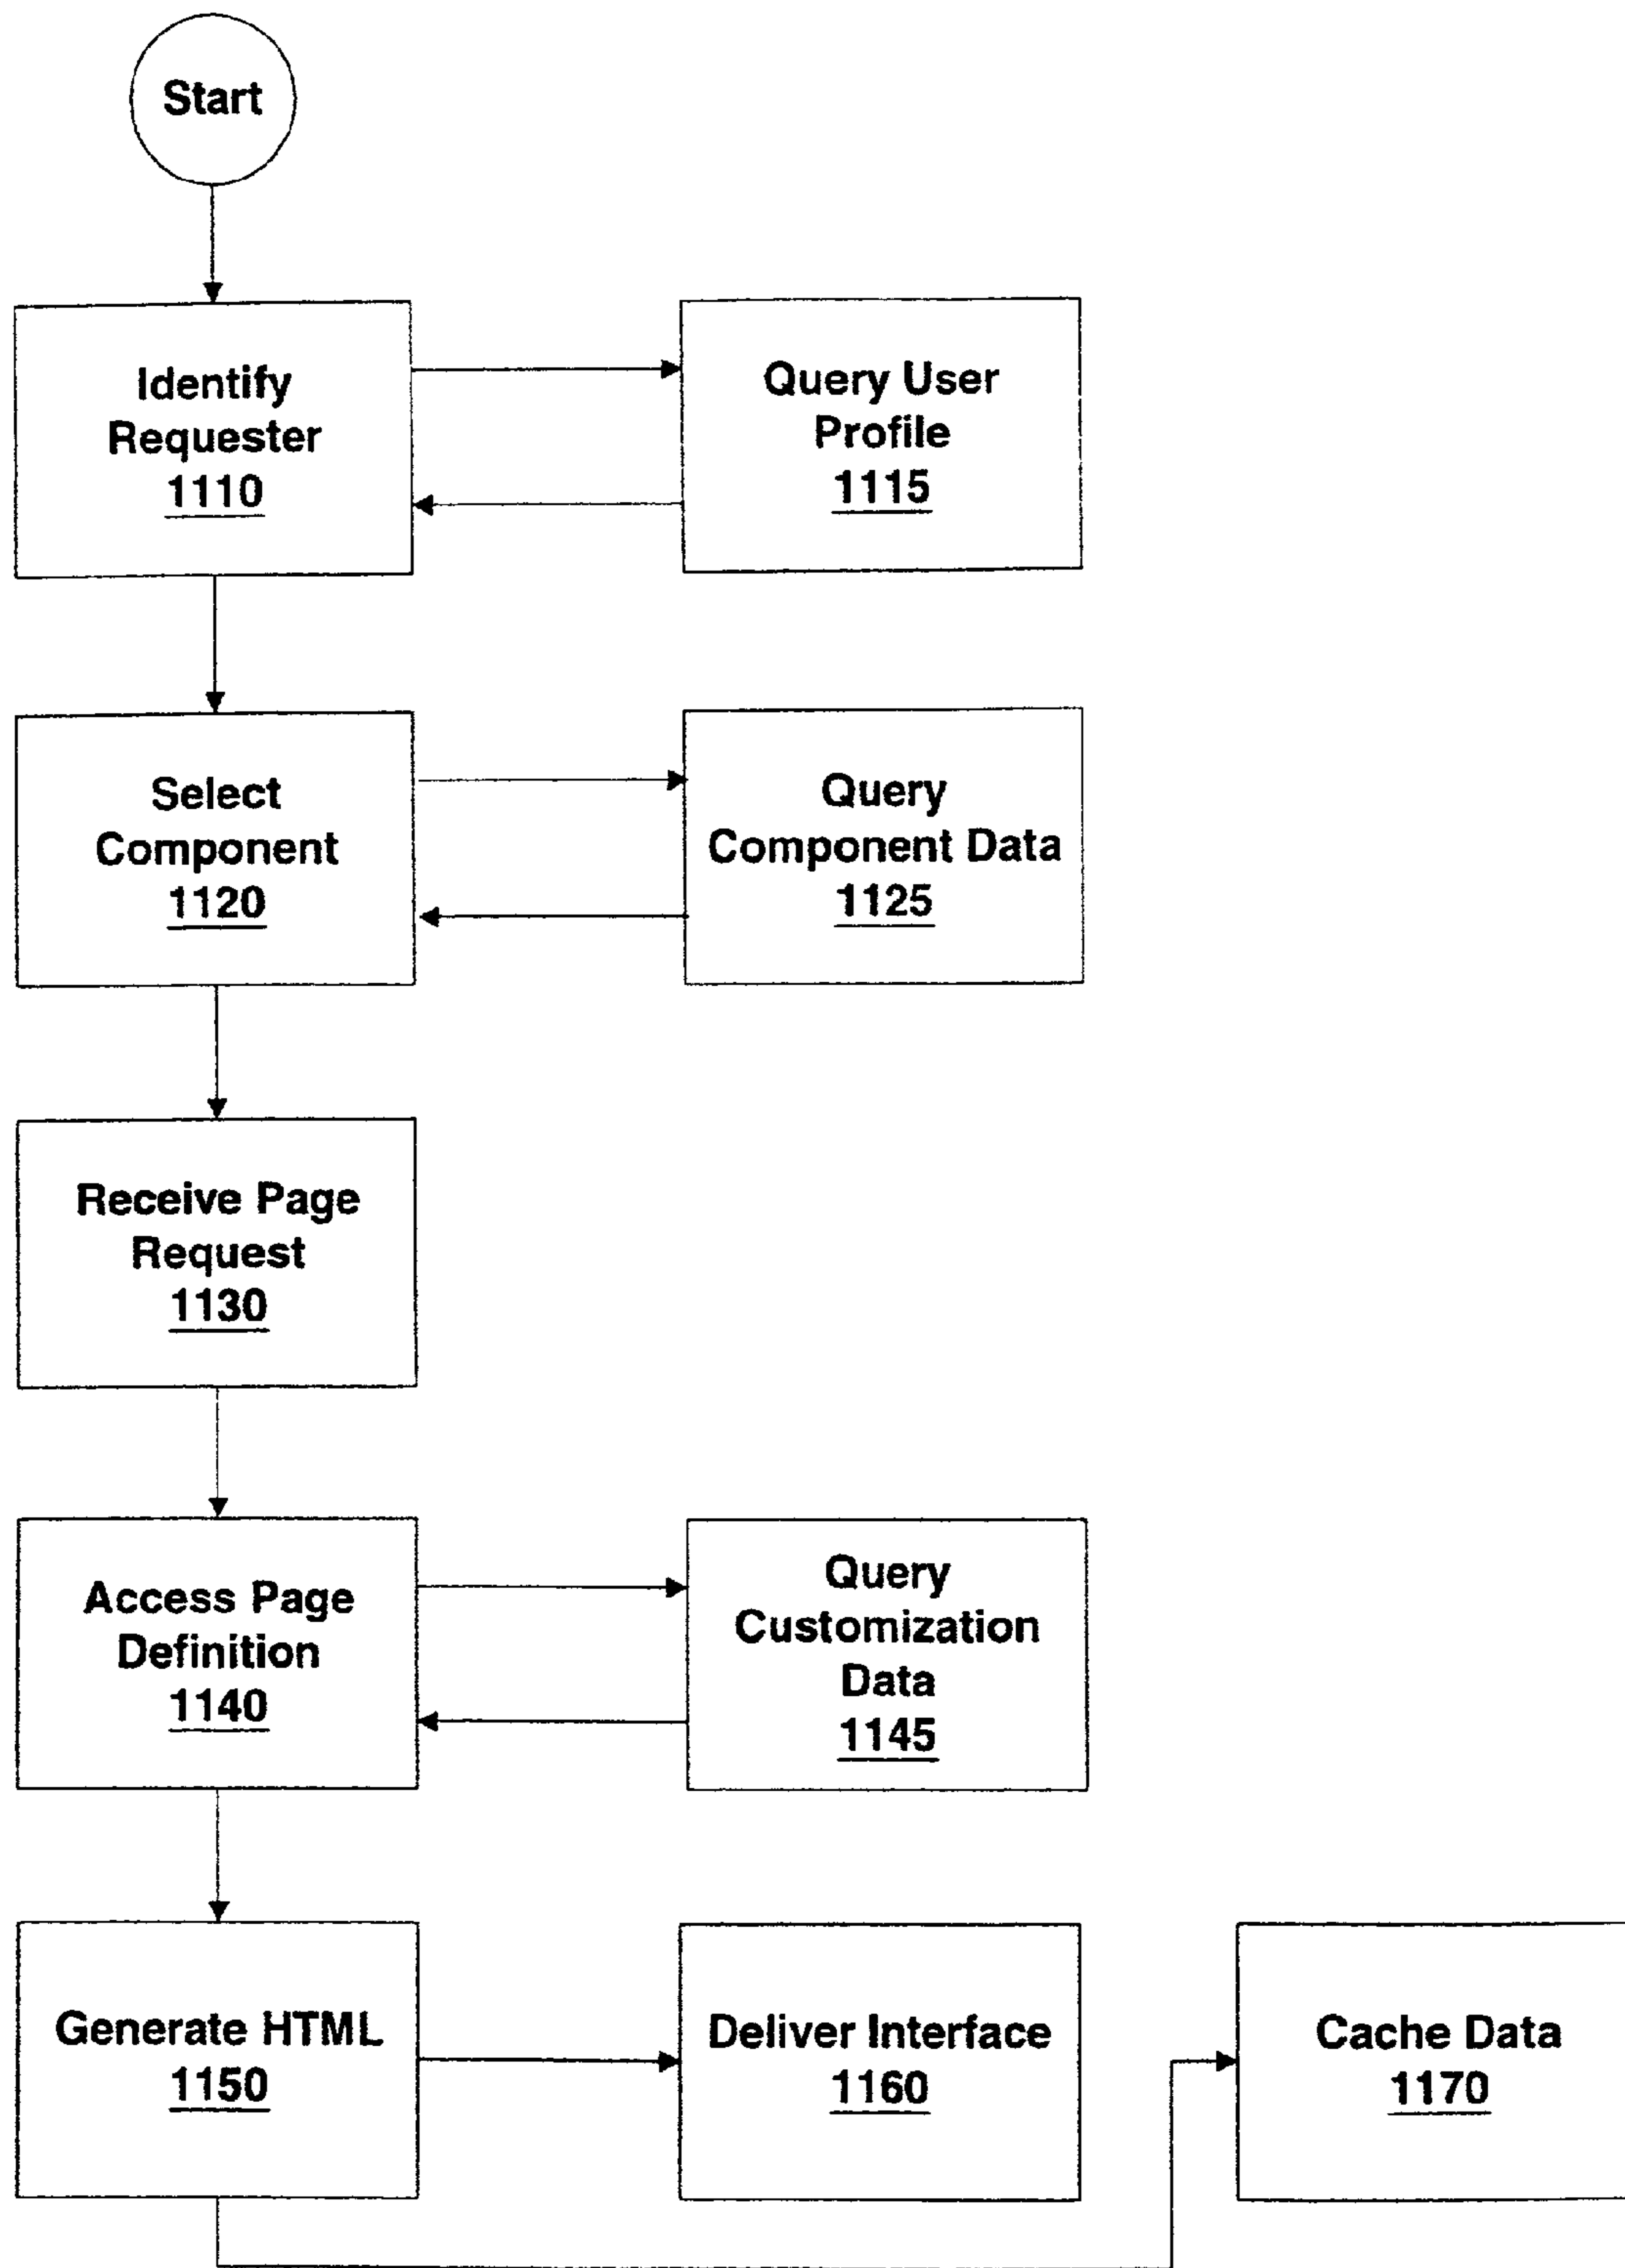 Start
Identify
Requester
1110
Query User
Profile
1115
Select
Component
1120
Query
Component Data
1125
Receive Page
Request
1130
Access Page
Definition
1140
Query
Customization
Data
1145
Generate HTML
1150
Deliver Interface
1160
Cache Data
1170